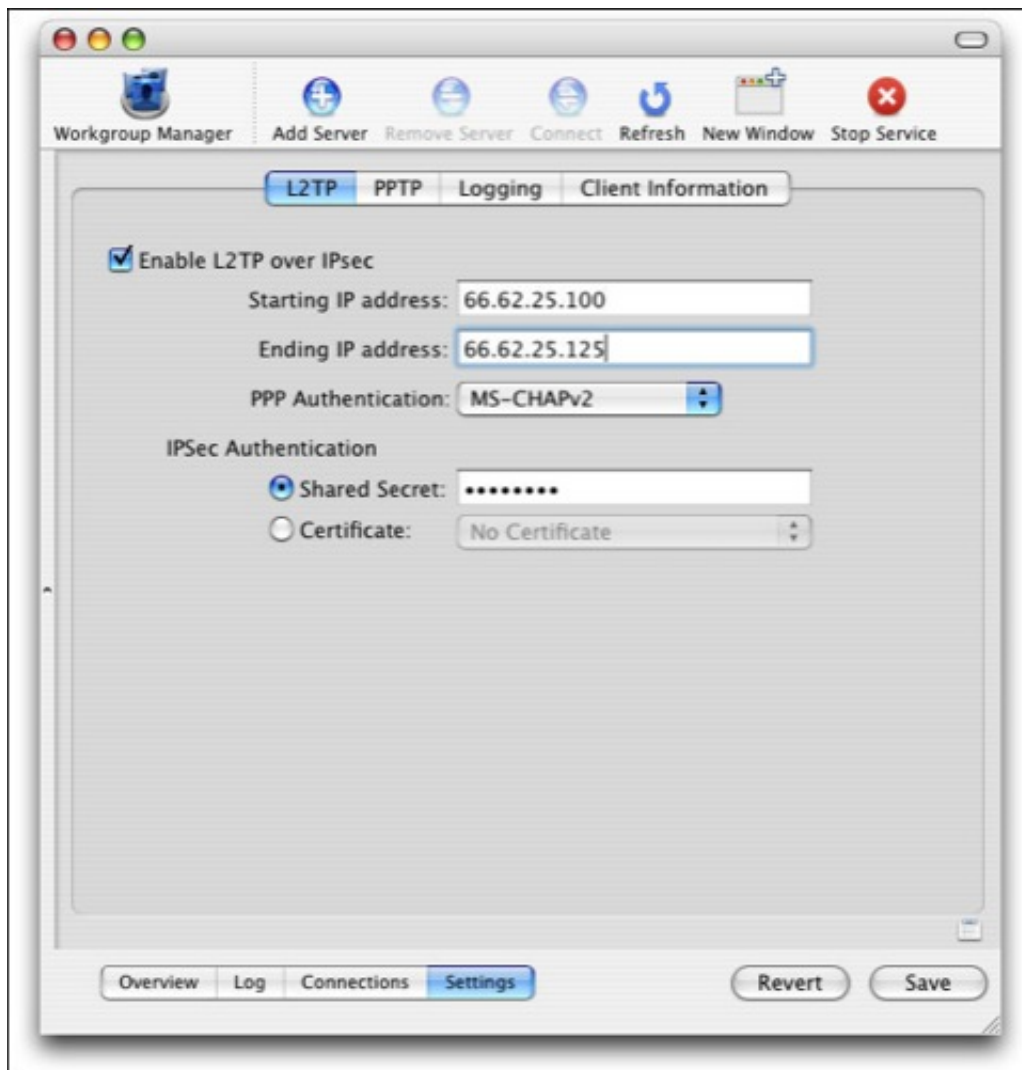 Workgroup Manager Add Server Remove Server Connect Refresh New Window Stop Service
L2TP PPTP Logging Client Information
Enable L2TP over IPsec
Starting IP address: 66.62.25.100
Ending IP address: 66.62.25.125
PPP Authentication: MS-CHAPv2
IPSec Authentication
Shared Secret: ••••••••
Certificate: No Certificate
Overview Log Connections Settings Revert Save